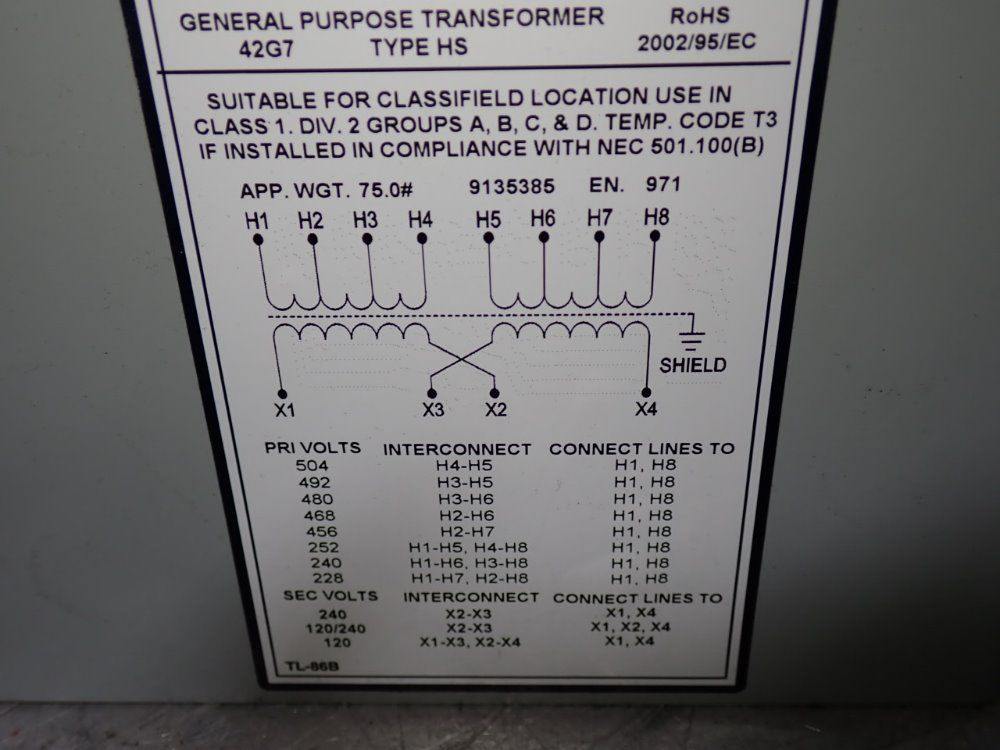 GENERAL PURPOSE TRANSFORMER RoHS
42G7 TYPE HS 2002/95/EC
SUITABLE FOR CLASSIFIELD LOCATION USE IN
CLASS 1. DIV. 2 GROUPS A, B, C, & D. TEMP. CODE T3
IF INSTALLED IN COMPLIANCE WITH NEC 501.100(B)
APP. WGT. 75.0# 9135385 EN. 971
H1 H2 H3 H4 H5 H6 H7 H8
SHIELD
X1 X3 X2 X4
PRI VOLTS INTERCONNECT CONNECT LINES TO
504 H4-H5 H1, H8
492 H3-H5 H1, H8
480 H3-H6 H1, H8
468 H2-H6 H1, H8
456 H2-H7 H1, H8
252 H1-H5, H4-H8 H1, H8
240 H1-H6, H3-H8 H1, H8
228 H1-H7, H2-H8 H1, H8
SEC VOLTS INTERCONNECT CONNECT LINES TO
240 X2-X3 X1, X4
120/240 X2-X3 X1, X2, X4
120 X1-X3, X2-X4 X1, X4
TL-86B